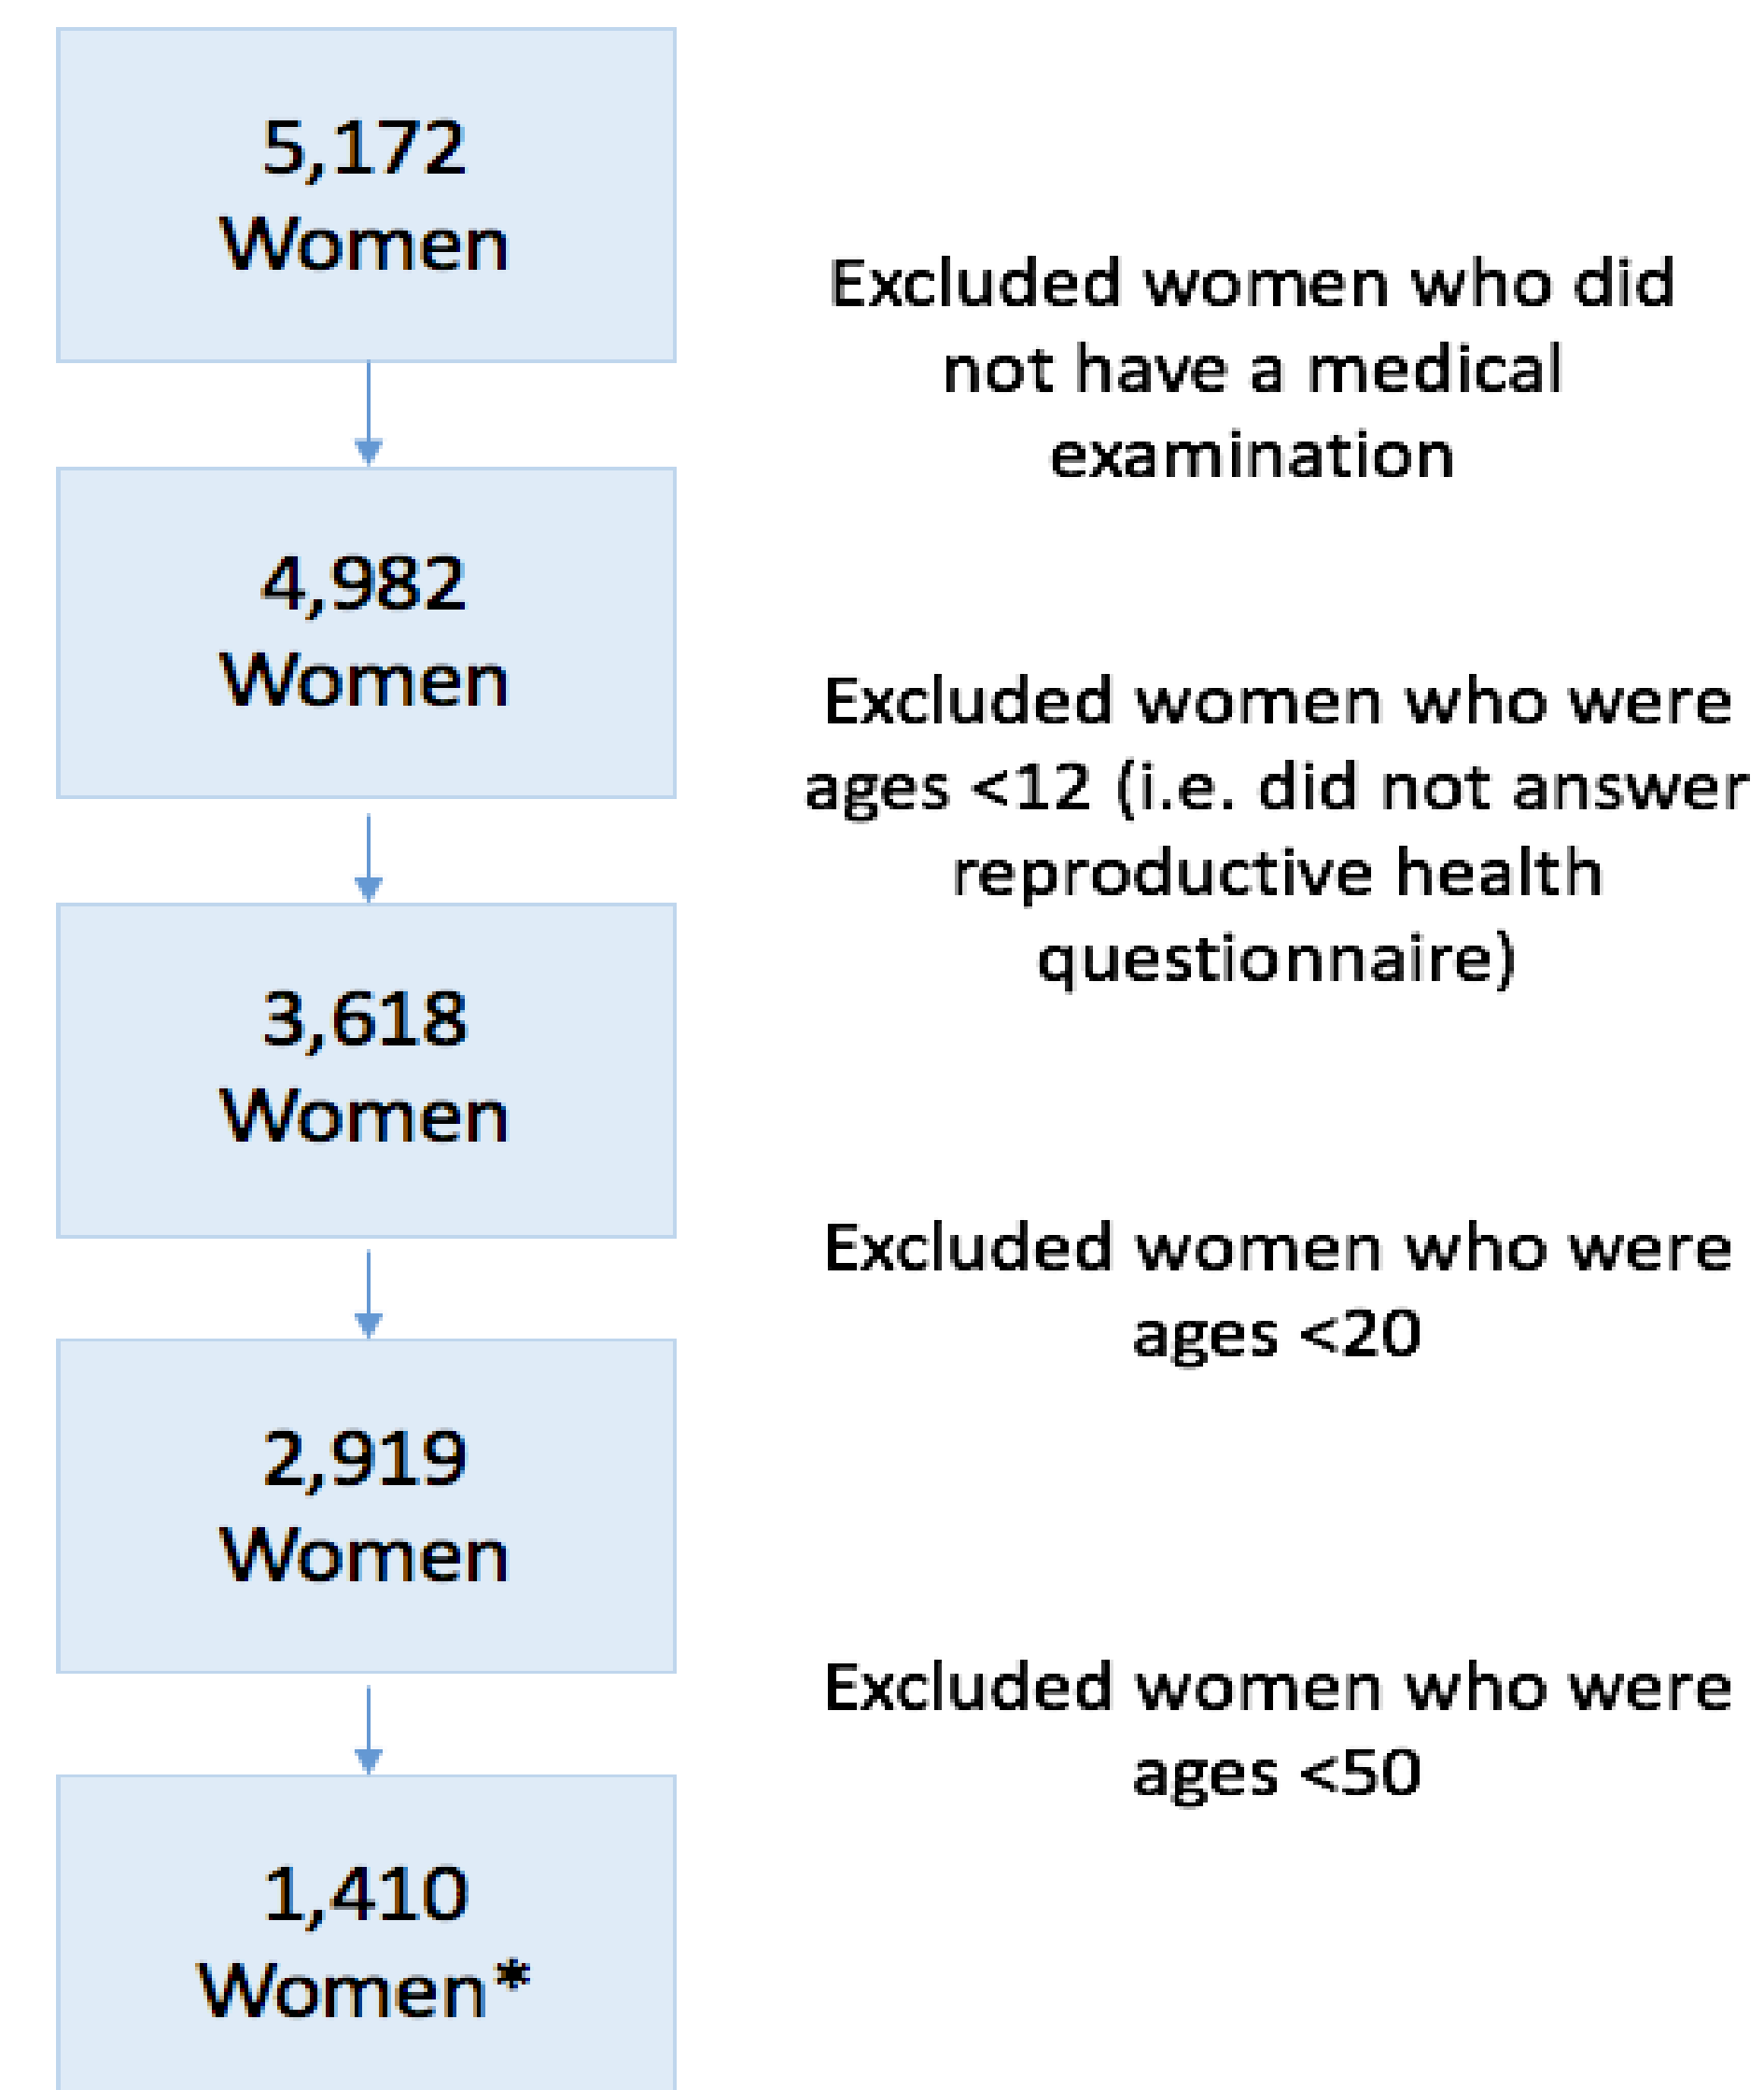 5,172
Women
Excluded women who did
not have a medical
examination
4,982
Women
Excluded women who were
ages <12 (i.e. did not answer
reproductive health
questionnaire)
3,618
Women
Excluded women who were
ages <20
2,919
Women
Excluded women who were
ages <50
1,410
Women*